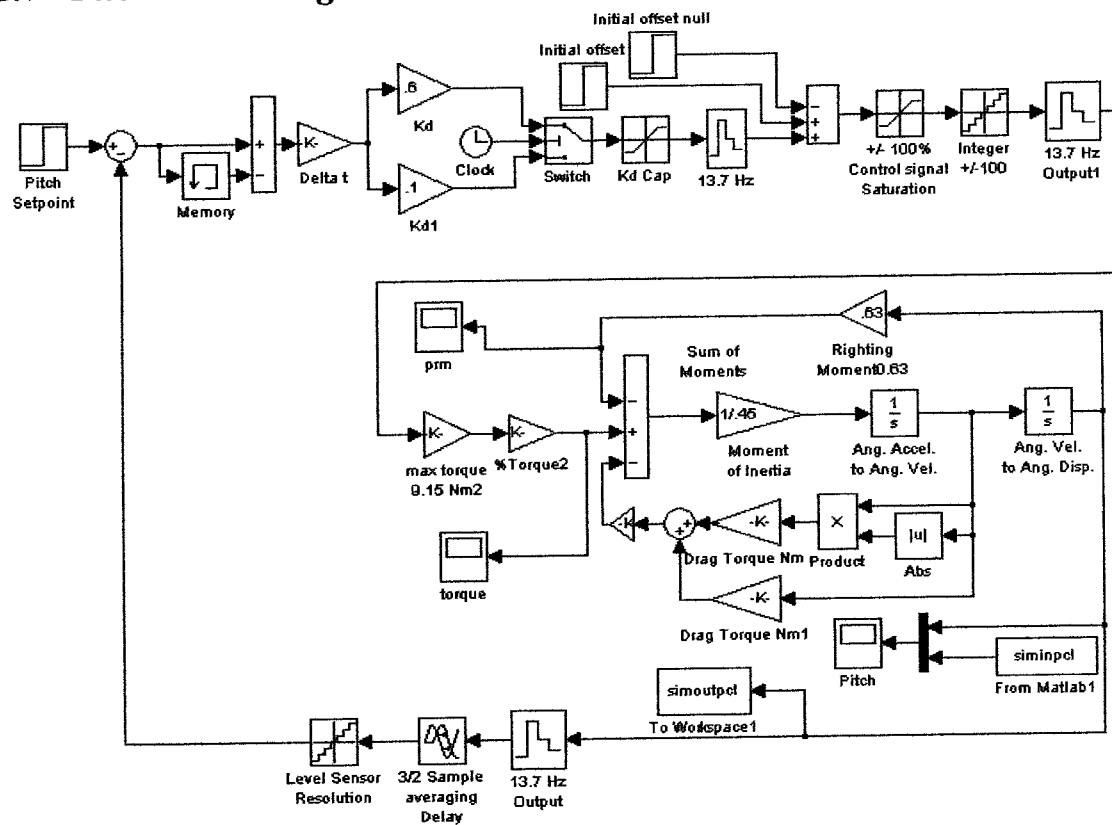 Initial offset null
Initial offset
.6
Kd
Pitch
Setpoint
+
-
Memory
+
-
K-
Delta t
Clock
.1
Kd1
Switch
Kd Cap
13.7 Hz
-
+
+
+/- 100%
Control signal
Saturation
Integer
+/-100
13.7 Hz
Output1
prm
.63
Righting
Moment0.63
Sum of
Moments
-
+
-
K-
max torque
9.15 Nm2
K-
%Torque2
1/.45
Moment
of Inertia
1
s
Ang. Accel.
to Ang. Vel.
1
s
Ang. Vel.
to Ang. Disp.
torque
-K
+
+
-K-
Drag Torque Nm
×
Product
|u|
Abs
-K-
Drag Torque Nm1
Pitch
siminpcl
From Matlab1
simoutpcl
To Workspace1
Level Sensor
Resolution
3/2 Sample
averaging
Delay
13.7 Hz
Output